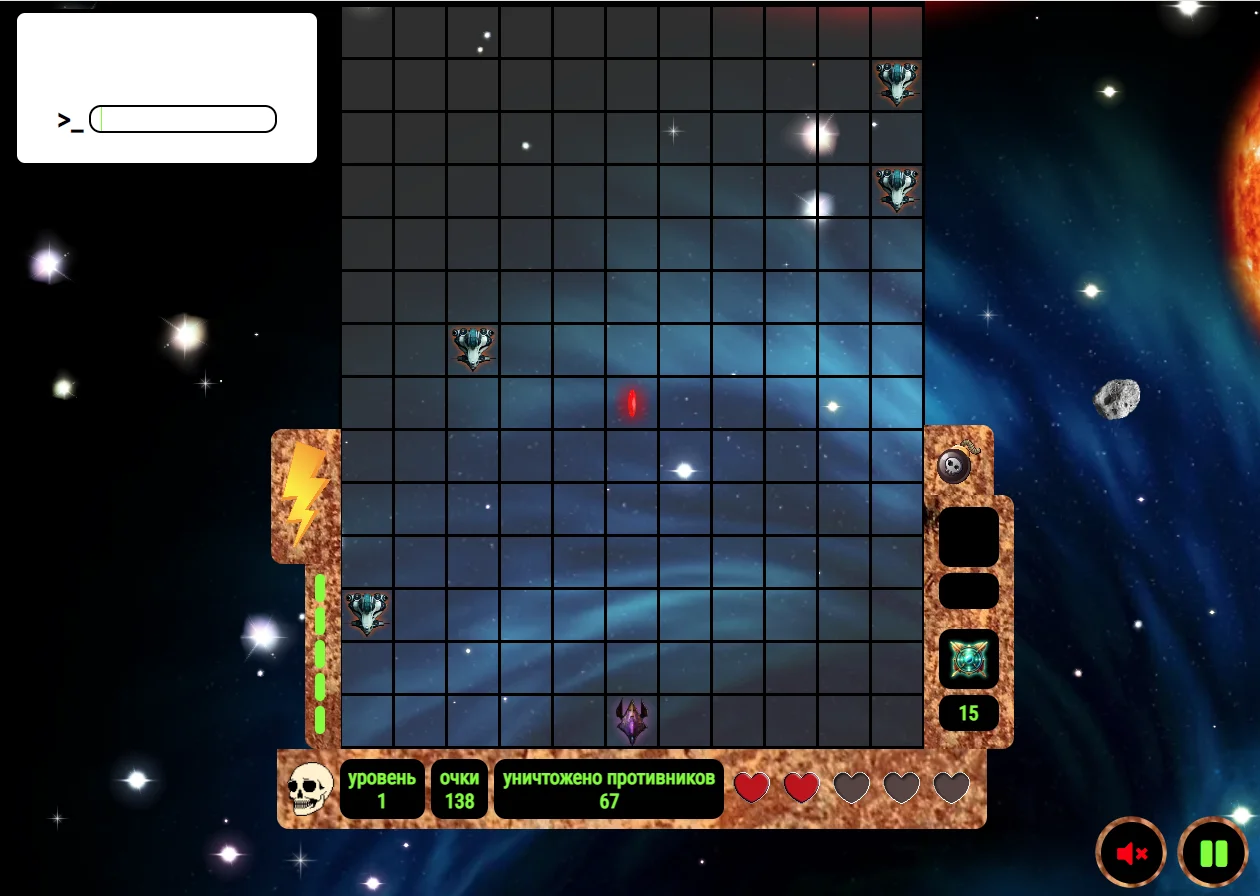 >_
15
уровень
1
очки
138
уничтожено противников
67